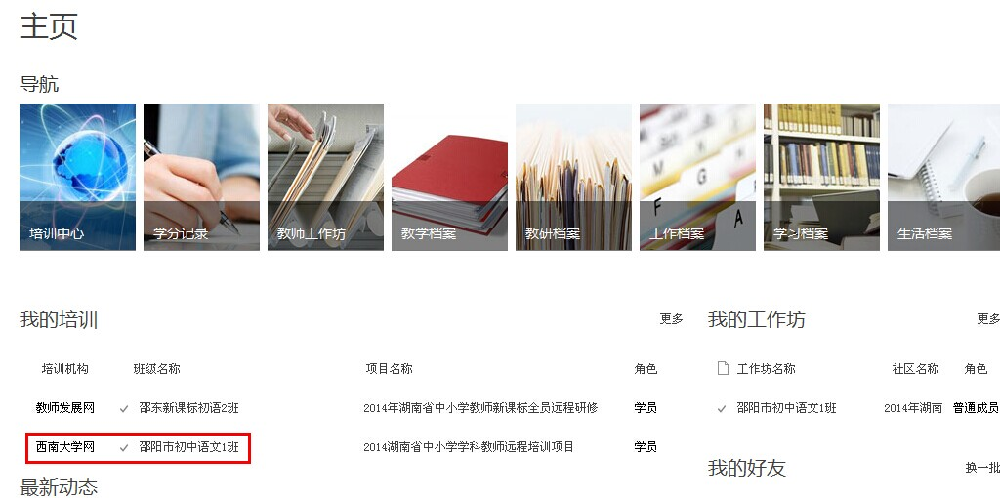 主页
导航
培训中心 学分记录 教师工作坊 教学档案 教研档案 工作档案 学习档案 生活档案
M G F A
我的培训 更多
培训机构 班级名称 项目名称 角色
教师发展网 邵东新课标初语2班 2014年湖南省中小学教师新课标全员远程研修 学员
西南大学网 邵阳市初中语文1班 2014湖南省中小学学科教师远程培训项目 学员
最新动态
我的工作坊 更多
工作坊名称 社区名称 角色
邵阳市初中语文1班 2014年湖南 普通成员
我的好友 换一批